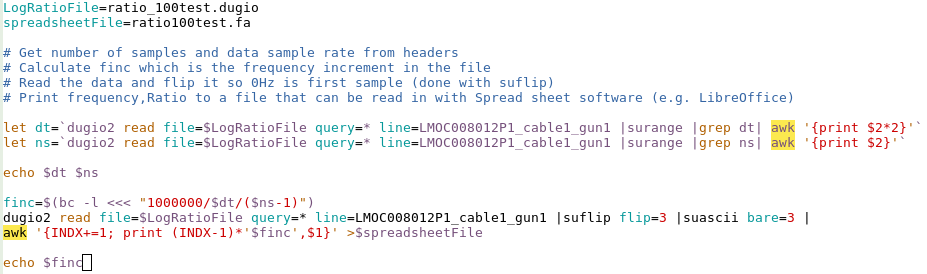 LogRatioFile=ratio_100test.dugio
spreadsheetFile=ratio100test.fa
# Get number of samples and data sample rate from headers
# Calculate finc which is the frequency increment in the file
# Read the data and flip it so 0Hz is first sample (done with suflip)
# Print frequency,Ratio to a file that can be read in with Spread sheet software (e.g. LibreOffice)
let dt=`dugio2 read file=$LogRatioFile query=* line=LMOC008012P1_cable1_gun1 |surange |grep dt| awk '{print $2*2}'`
let ns=`dugio2 read file=$LogRatioFile query=* line=LMOC008012P1_cable1_gun1 |surange |grep ns| awk '{print $2}'`
echo $dt $ns
finc=$(bc -l <<< "1000000/$dt/($ns-1)")
dugio2 read file=$LogRatioFile query=* line=LMOC008012P1_cable1_gun1 |suflip flip=3 |suascii bare=3 |
awk '{INDX+=1; print (INDX-1)*'$finc',$1}' >$spreadsheetFile
echo $finc